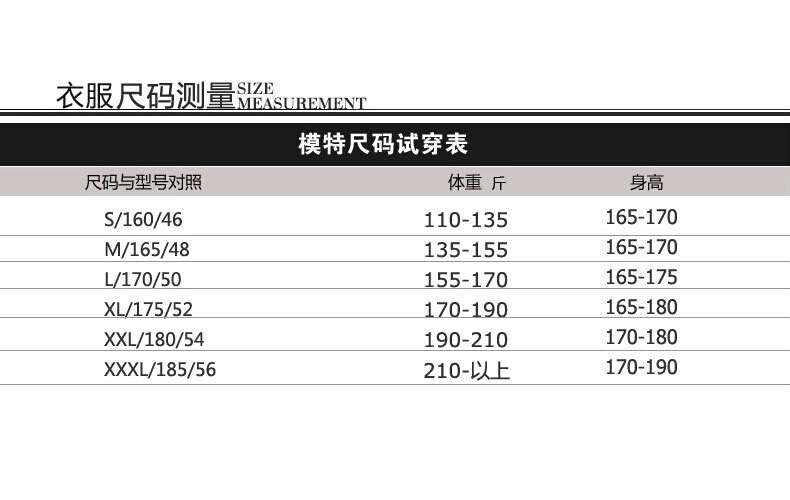 衣服尺码测量SIZE
MEASUREMENT
模特尺码试穿表
尺码与型号对照 体重 斤 身高
S/160/46 110-135 165-170
M/165/48 135-155 165-170
L/170/50 155-170 165-175
XL/175/52 170-190 165-180
XXL/180/54 190-210 170-180
XXXL/185/56 210-以上 170-190